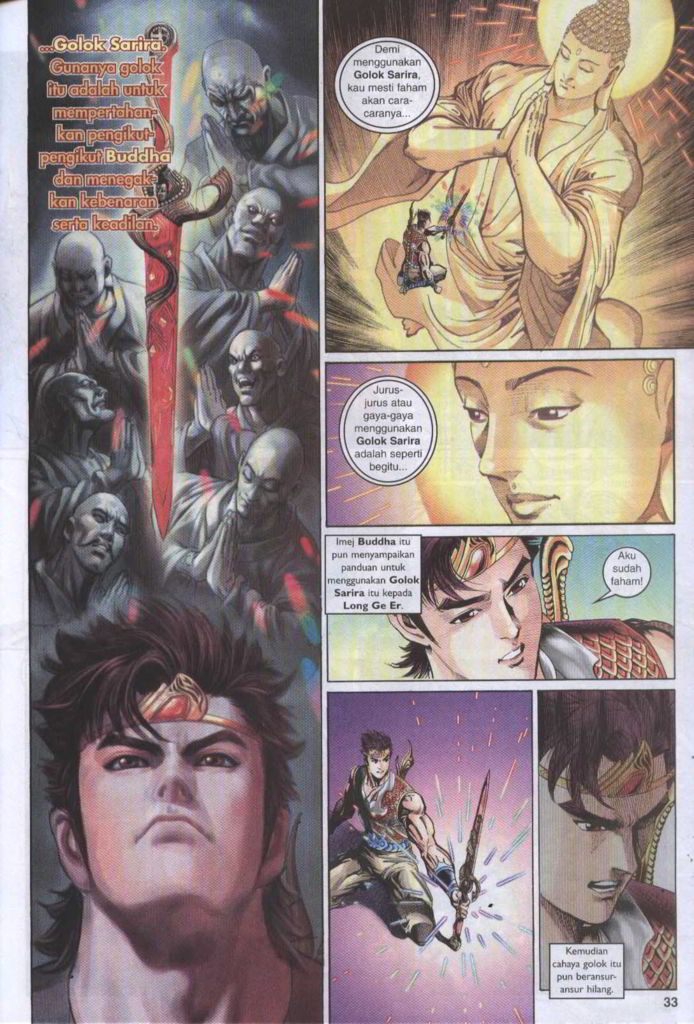 ...Golok Sarira.
Gunanya golok
itu adalah untuk
mempertahan-
kan pengikut-
pengikut Buddha
dan menegak-
kan kebenaran
serta keadilan.
Demi
menggunakan
Golok Sarira,
kau mesti faham
akan cara-
caranya...
Jurus-
jurus atau
gaya-gaya
menggunakan
Golok Sarira
adalah seperti
begitu...
Imej Buddha itu
pun menyampaikan
panduan untuk
menggunakan Golok
Sarira itu kepada
Long Ge Er.
Aku
sudah
faham!
Kemudian
cahaya golok itu
pun beransur-
ansur hilang.
33